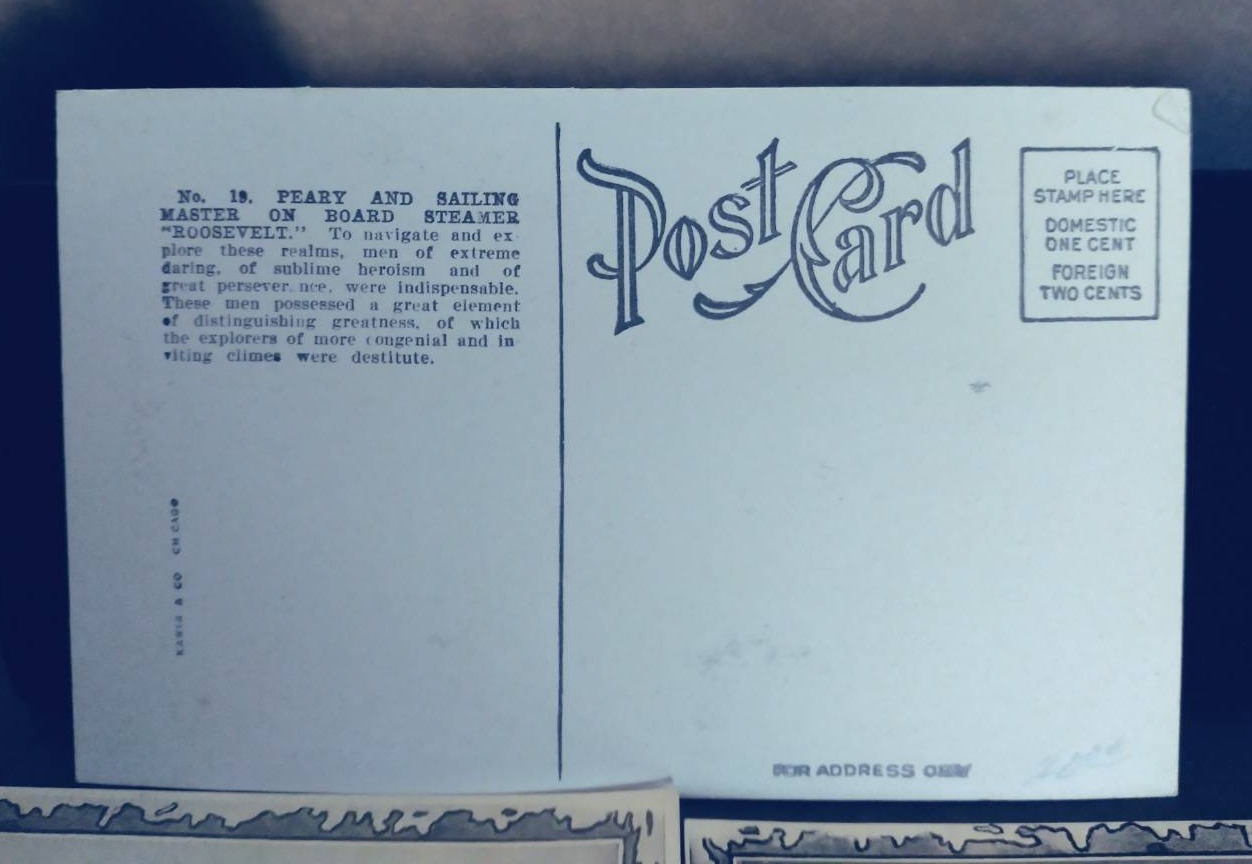 No. 19. PEARY AND SAILING
MASTER ON BOARD STEAMER
"ROOSEVELT." To navigate and ex-
plore these realms, men of extreme
daring, of sublime heroism and of
great persever nce, were indispensable.
These men possessed a great element
of distinguishing greatness, of which
the explorers of more congenial and in-
viting climes were destitute.
& CO CHICAGO
Post Card
PLACE
STAMP HERE
DOMESTIC
ONE CENT
FOREIGN
TWO CENTS
FOR ADDRESS ONLY